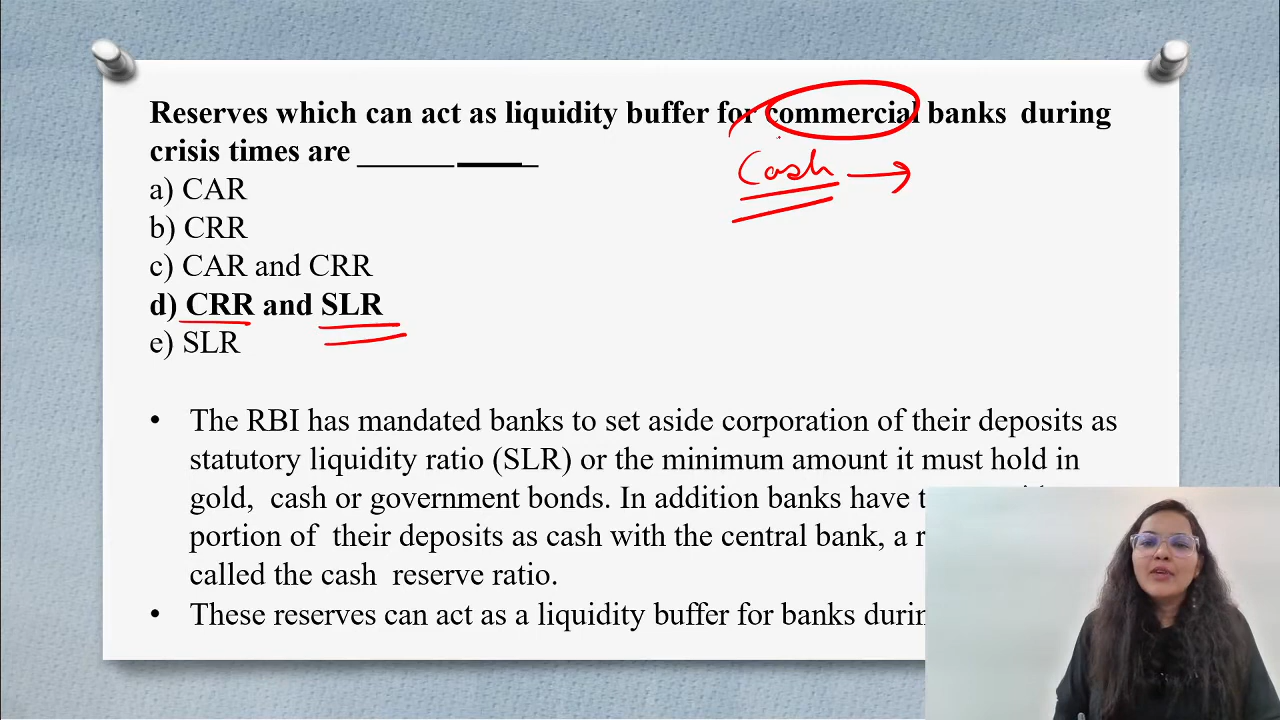 Reserves which can act as liquidity buffer for commercial banks during
crisis times are ______ ____
Cash →
a) CAR
b) CRR
c) CAR and CRR
d) CRR and SLR
e) SLR
• The RBI has mandated banks to set aside corporation of their deposits as
statutory liquidity ratio (SLR) or the minimum amount it must hold in
gold, cash or government bonds. In addition banks have
portion of their deposits as cash with the central bank, a
called the cash reserve ratio.
• These reserves can act as a liquidity buffer for banks